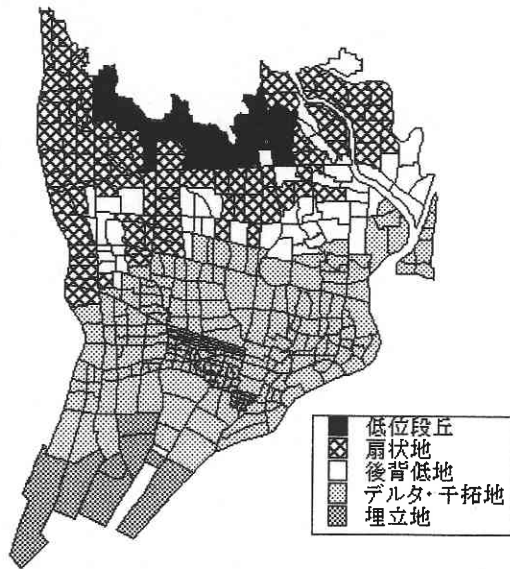 低位段丘
扇状地
後背低地
デルタ・干拓地
埋立地